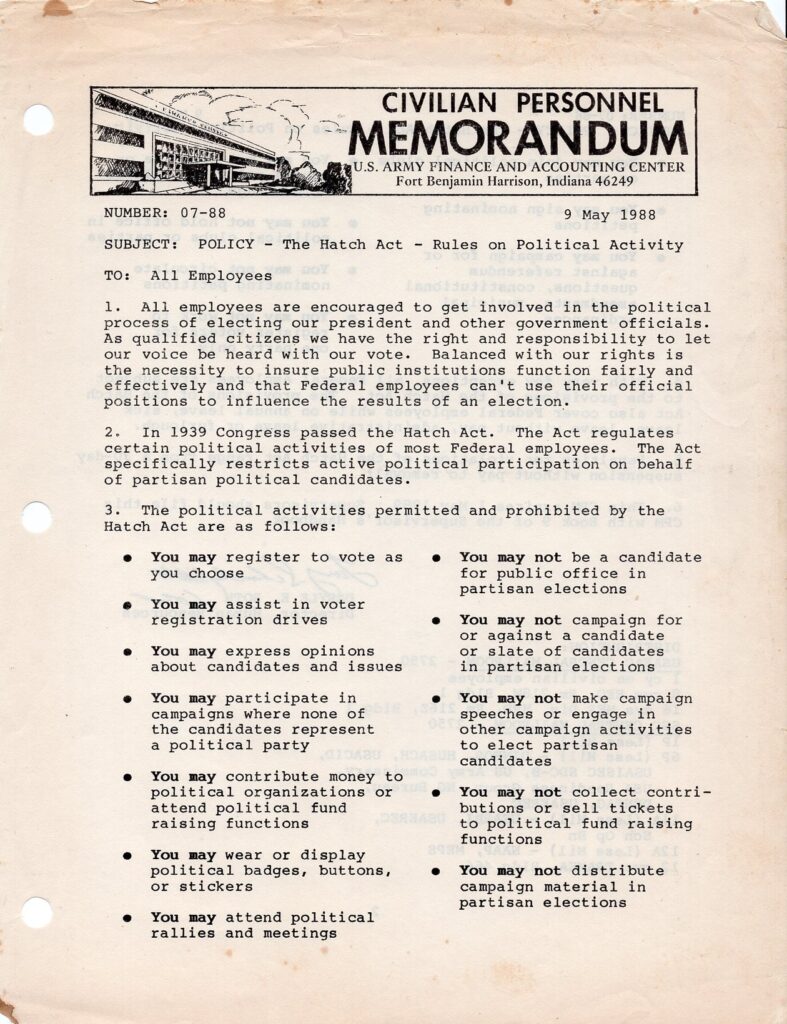 CIVILIAN PERSONNEL
MEMORANDUM
U.S. ARMY FINANCE AND ACCOUNTING CENTER
Fort Benjamin Harrison, Indiana 46249
NUMBER: 07-88 9 May 1988
SUBJECT: POLICY - The Hatch Act - Rules on Political Activity
TO: All Employees
1. All employees are encouraged to get involved in the political
process of electing our president and other government officials.
As qualified citizens we have the right and responsibility to let
our voice be heard with our vote. Balanced with our rights is
the necessity to insure public institutions function fairly and
effectively and that Federal employees can't use their official
positions to influence the results of an election.
2. In 1939 Congress passed the Hatch Act. The Act regulates
certain political activities of most Federal employees. The Act
specifically restricts active political participation on behalf
of partisan political candidates.
3. The political activities permitted and prohibited by the
Hatch Act are as follows:
● You may register to vote as
you choose
● You may assist in voter
registration drives
● You may express opinions
about candidates and issues
● You may participate in
campaigns where none of
the candidates represent
a political party
● You may contribute money to
political organizations or
attend political fund
raising functions
● You may wear or display
political badges, buttons,
or stickers
● You may attend political
rallies and meetings
● You may not be a candidate
for public office in
partisan elections
● You may not campaign for
or against a candidate
or slate of candidates
in partisan elections
● You may not make campaign
speeches or engage in
other campaign activities
to elect partisan
candidates
● You may not collect contri-
butions or sell tickets
to political fund raising
functions
● You may not distribute
campaign material in
partisan elections